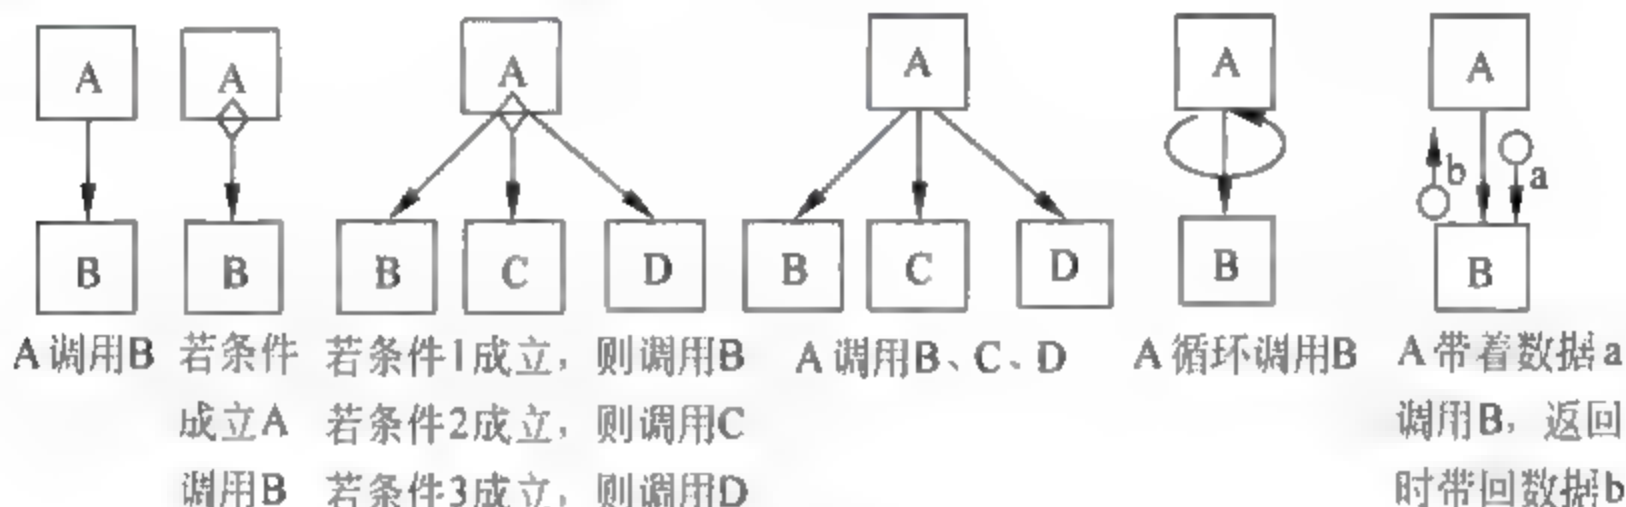 A A A A A A
b a
B B B C D B C D B B
A调用B 若条件 若条件1成立，则调用B A调用B、C、D A循环调用B A带着数据a
成立A 若条件2成立，则调用C 调用B，返回
调用B 若条件3成立，则调用D 时带回数据b